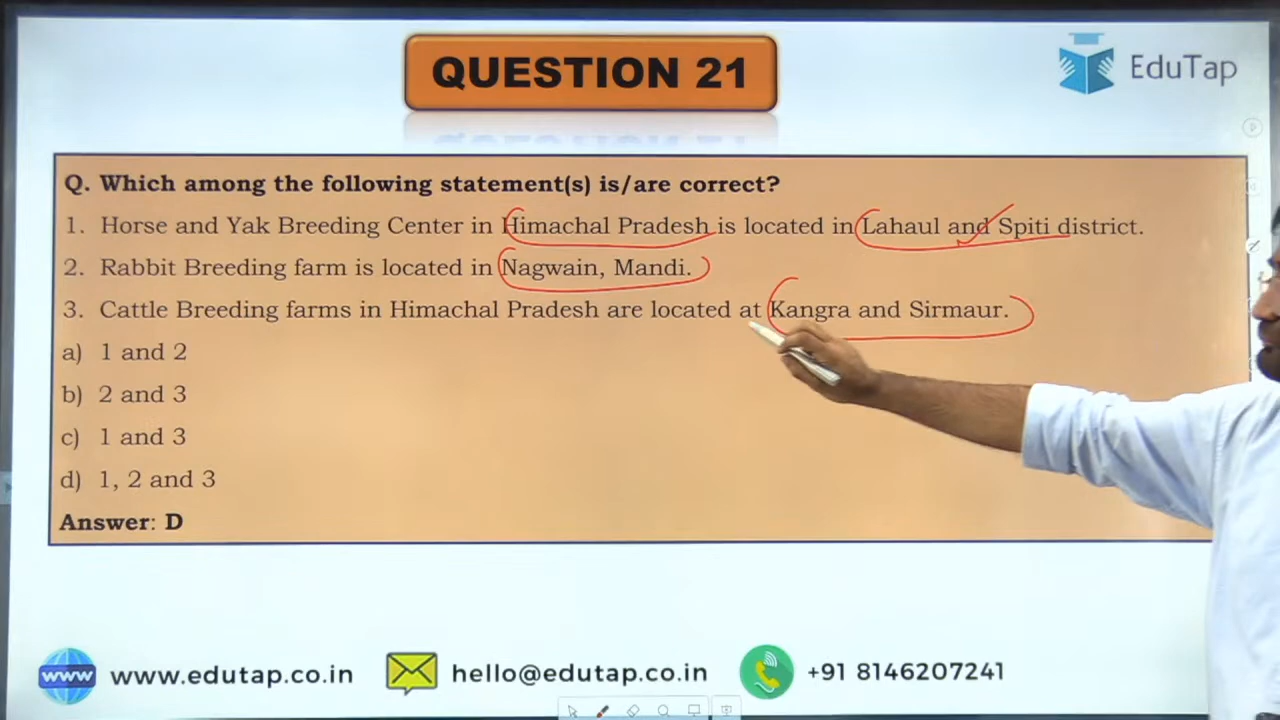 QUESTION 21
EduTap
Q. Which among the following statement(s) is/are correct?
1. Horse and Yak Breeding Center in Himachal Pradesh is located in Lahaul and Spiti district.
2. Rabbit Breeding farm is located in Nagwain, Mandi.
3. Cattle Breeding farms in Himachal Pradesh are located at Kangra and Sirmaur.
a) 1 and 2
b) 2 and 3
c) 1 and 3
d) 1, 2 and 3
Answer: D
www www.edutap.co.in hello@edutap.co.in +91 8146207241